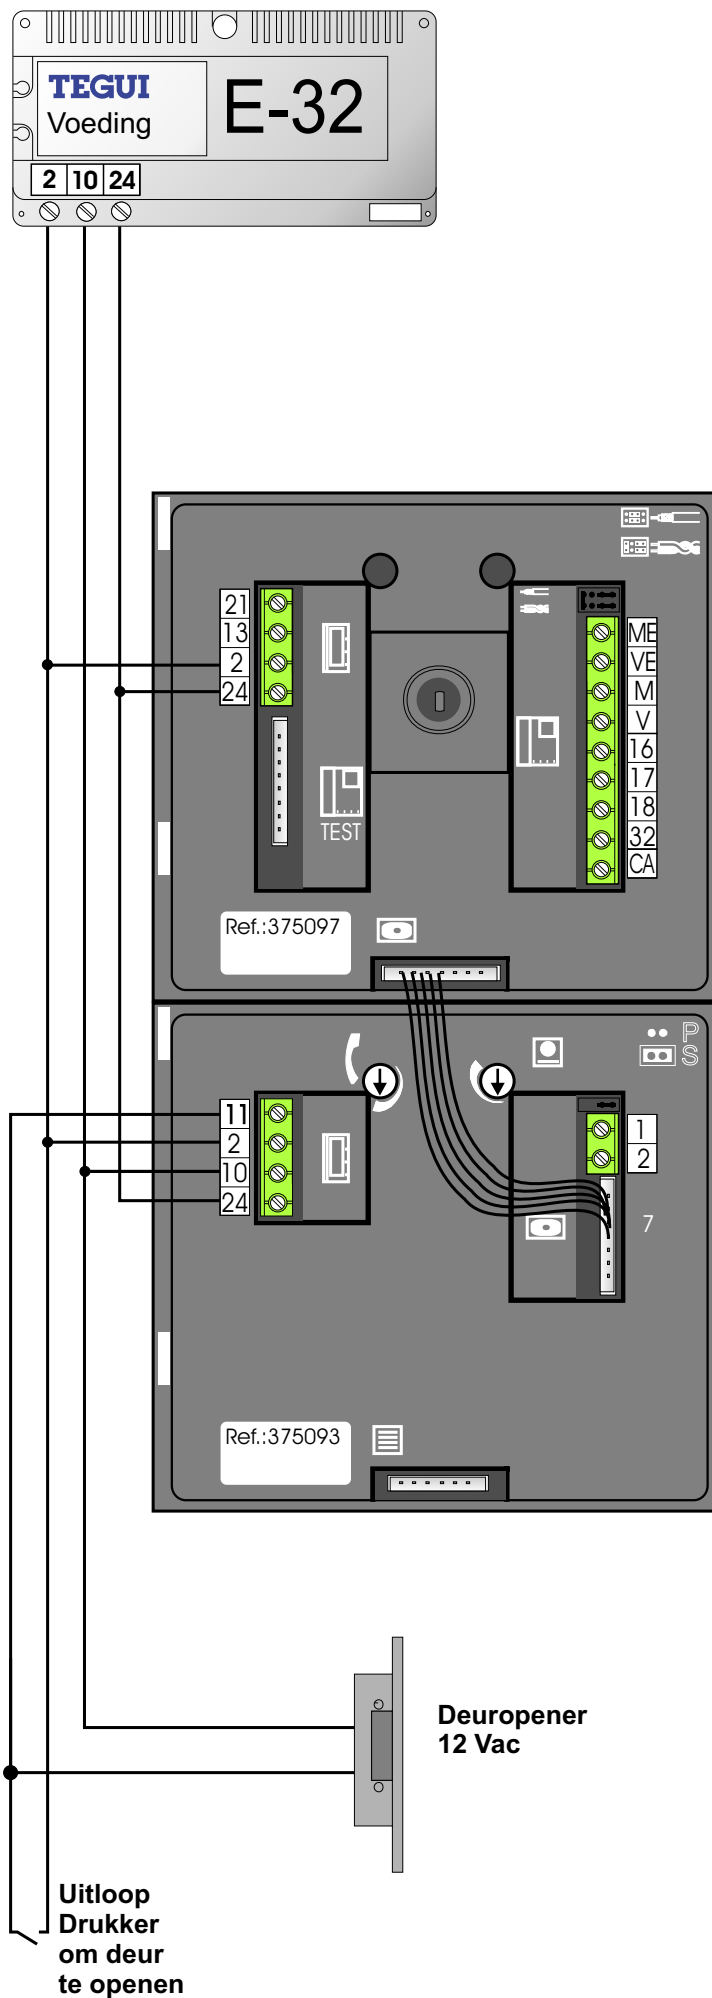 TEGUI
Voeding
E-32
2 10 24
21
13
2
24
TEST
ME
VE
M
V
16
17
18
32
CA
Ref.:375097
P
S
11
2
10
24
1
2
7
Ref.:375093
Deuropener
12 Vac
Uitloop
Drukker
om deur
te openen